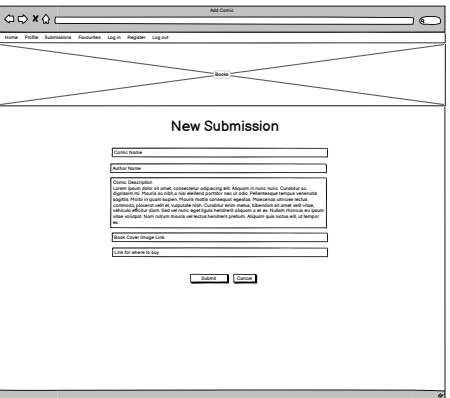 Add Comic
Home Profile Submissions Favourites Log in Register Log out
Books
New Submission
Comic Name
Author Name
Comic Description
Lorem ipsum dolor sit amet, consectetur adipiscing elit. Aliquam in nunc nunc. Curabitur ac
dignissim mi. Mauris ac nibh a nisi eleifend porttitor nec ut odio. Pellentesque tempus venenatis
sagittis. Morbi in quam sapien. Mauris mattis consequat egestas. Maecenas ultricies lectus
commodo placerat velit et, vulputate nibh. Curabitur enim metus, bibendum sit amet velit vitae,
vehicula efficitur diam. Sed vel nunc eget ligula hendrerit aliquam a et ex. Nullam rhoncus eu ipsum
vitae volutpat. Nam rutrum mauris vel lectus hendrerit pretium. Aliquam quis luctus elit, ut tempor
ex.
Book Cover Image Link
Link for where to buy
Submit Cancel